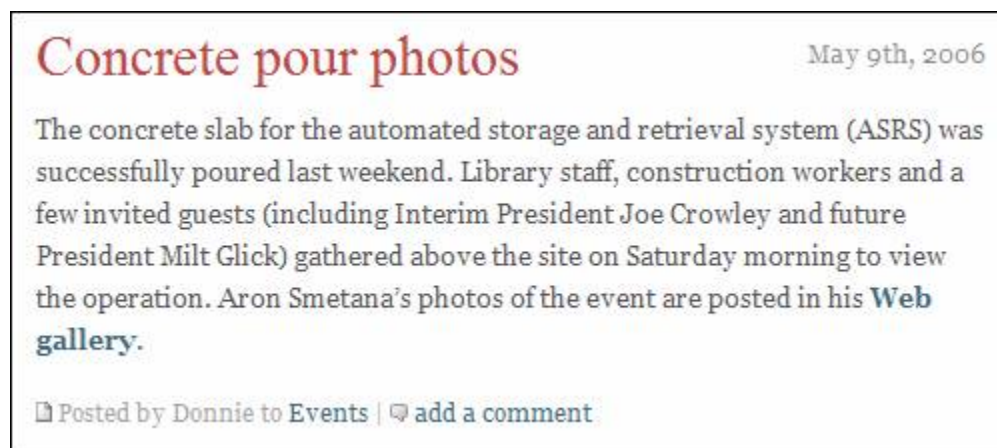 Concrete pour photos
May 9th, 2006
The concrete slab for the automated storage and retrieval system (ASRS) was
successfully poured last weekend. Library staff, construction workers and a
few invited guests (including Interim President Joe Crowley and future
President Milt Glick) gathered above the site on Saturday morning to view
the operation. Aron Smetana's photos of the event are posted in his Web
gallery.
Posted by Donnie to Events | add a comment